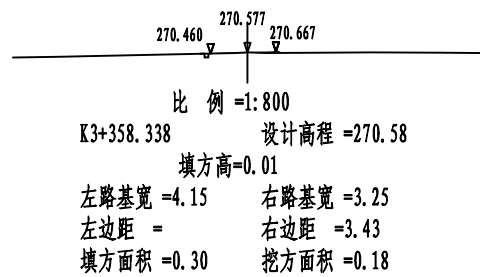 270.577
270.460 270.667
比 例 =1:800
K3+358.338 设计高程 =270.58
填方高=0.01
左路基宽 =4.15 右路基宽 =3.25
左边距 = 右边距 =3.43
填方面积 =0.30 挖方面积 =0.18